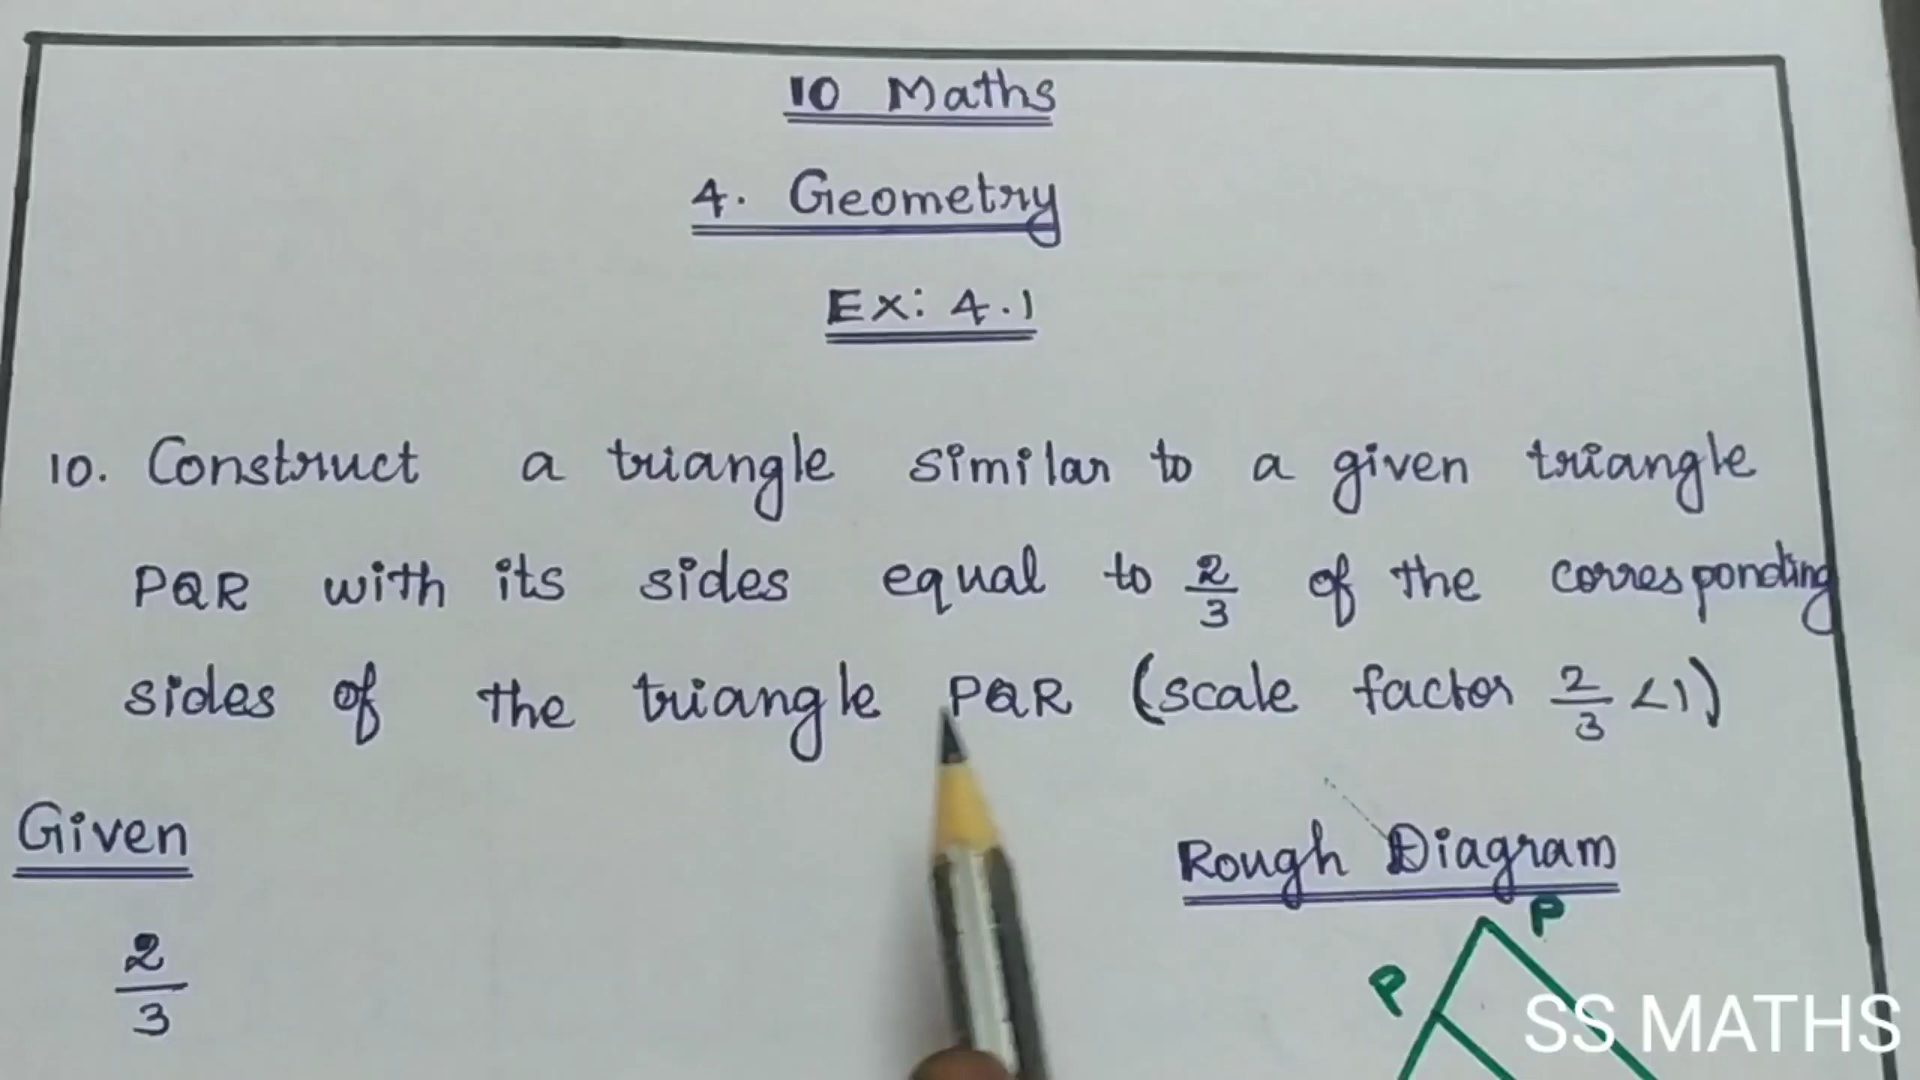 10 Maths
4. Geometry
Ex: 4.1
10. Construct a triangle similar to a given triangle
PQR with its sides equal to 2/3 of the corresponding
sides of the triangle PQR (scale factor 2/3 <1)
Given
Rough Diagram
2/3
P
P
SS MATHS